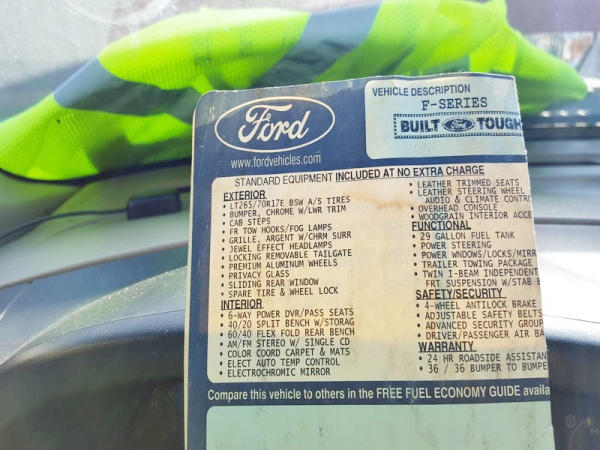 Ford
www.fordvehicles.com
VEHICLE DESCRIPTION
F-SERIES
BUILT Ford TOUGH
STANDARD EQUIPMENT INCLUDED AT NO EXTRA CHARGE
EXTERIOR
• LT265/70R17E BSW A/S TIRES
• BUMPER, CHROME W/LWR TRIM
• CAB STEPS
• FR TOW HOOKS/FOG LAMPS
• GRILLE, ARGENT W/CHRM SURR
• JEWEL EFFECT HEADLAMPS
• LOCKING REMOVABLE TAILGATE
• PREMIUM ALUMINUM WHEELS
• PRIVACY GLASS
• SLIDING REAR WINDOW
• SPARE TIRE & WHEEL LOCK
INTERIOR
• 6-WAY POWER DVR/PASS SEATS
• 40/20 SPLIT BENCH W/STORAG
• 60/40 FLEX FOLD REAR BENCH
• AM/FM STEREO W/ SINGLE CD
• COLOR COORD CARPET & MATS
• ELECT AUTO TEMP CONTROL
• ELECTROCHROMIC MIRROR
• LEATHER TRIMMED SEATS
• LEATHER STEERING WHEEL
AUDIO & CLIMATE CONTRO
• OVERHEAD CONSOLE
• WOODGRAIN INTERIOR ACCE
FUNCTIONAL
• 29 GALLON FUEL TANK
• POWER STEERING
• POWER WNDOWS/LOCKS/MIRR
• TRAILER TOWING PACKAGE
• TWIN I-BEAM INDEPENDENT
FRT SUSPENSION W/STAB B
SAFETY/SECURITY
• 4-WHEEL ANTILOCK BRAKE
• ADJUSTABLE SAFETY BELTS
• ADVANCED SECURITY GROUP
• DRIVER/PASSENGER AIR BA
WARRANTY
• 24 HR ROADSIDE ASSISTAN
• 36 / 36 BUMPER TO BUMPE
Compare this vehicle to others in the FREE FUEL ECONOMY GUIDE availa